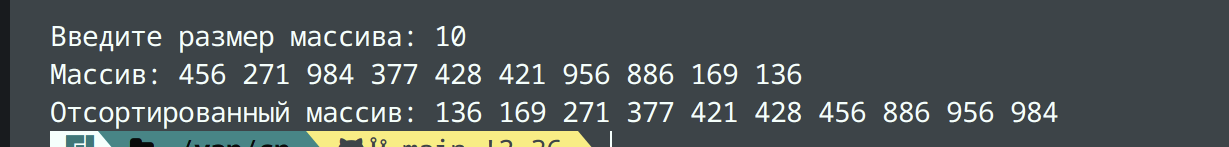 Введите размер массива: 10
Массив: 456 271 984 377 428 421 956 886 169 136
Отсортированный массив: 136 169 271 377 421 428 456 886 956 984
main